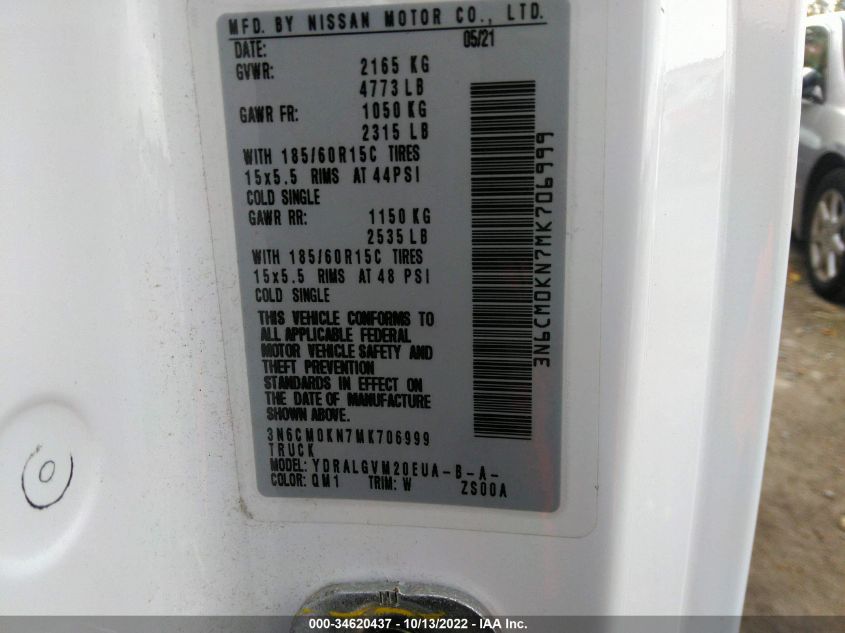 MFD. BY NISSAN MOTOR CO., LTD.
DATE: 05/21
GVWR: 2165 KG
4773 LB
GAWR FR: 1050 KG
2315 LB
WITH 185/60R15C TIRES
15x5.5 RIMS AT 44PSI
COLD SINGLE
GAWR RR: 1150 KG
2535 LB
WITH 185/60R15C TIRES
15x5.5 RIMS AT 48 PSI
COLD SINGLE
THIS VEHICLE CONFORMS TO
ALL APPLICABLE FEDERAL
MOTOR VEHICLE SAFETY AND
THEFT PREVENTION
STANDARDS IN EFFECT ON
THE DATE OF MANUFACTURE
SHOWN ABOVE.
3N6CM0KN7MK706999
TRUCK
MODEL: YDRALGVM20EUA-B-A-
COLOR: QM1 TRIM: W ZS00A
3N6CM0KN7MK706999
000-34620437 - 10/13/2022 - IAA Inc.